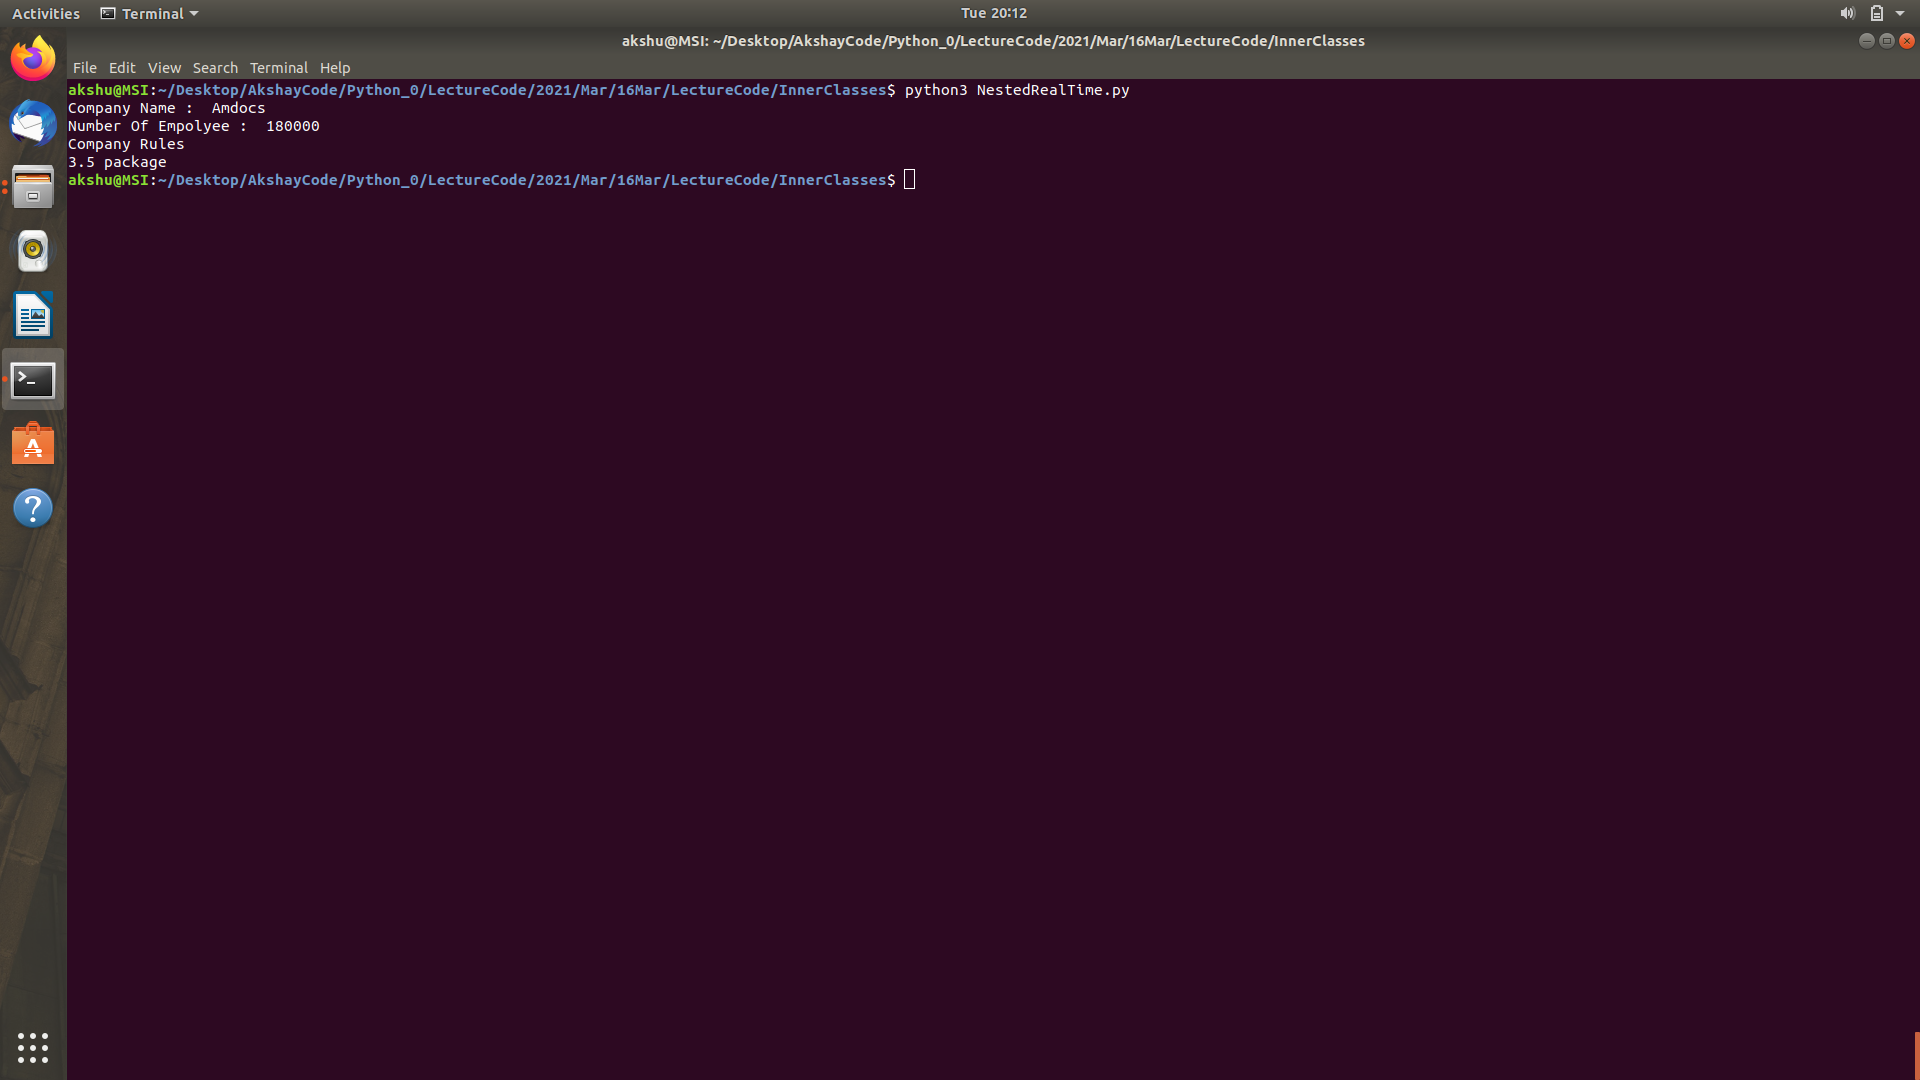 Activities Terminal Tue 20:12
akshu@MSI: ~/Desktop/AkshayCode/Python_0/LectureCode/2021/Mar/16Mar/LectureCode/InnerClasses
File Edit View Search Terminal Help
akshu@MSI:~/Desktop/AkshayCode/Python_0/LectureCode/2021/Mar/16Mar/LectureCode/InnerClasses$ python3 NestedRealTime.py
Company Name :  Amdocs
Number Of Empolyee :  180000
Company Rules
3.5 package
akshu@MSI:~/Desktop/AkshayCode/Python_0/LectureCode/2021/Mar/16Mar/LectureCode/InnerClasses$